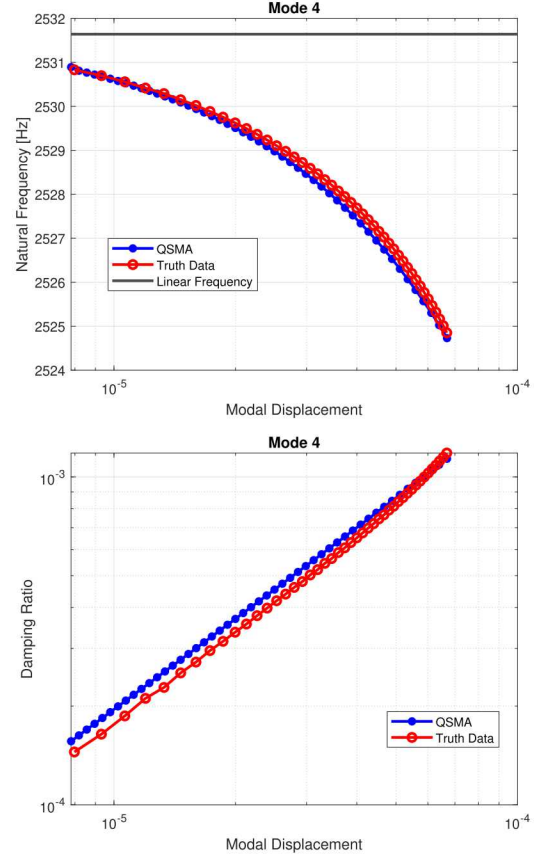 Mode 4
2532
2531
2530
2529
2528
2527
2526
2525
2524
Natural Frequency [Hz]
QSMA
Truth Data
Linear Frequency
10-5
10-4
Modal Displacement
Mode 4
10-3
10-4
Damping Ratio
QSMA
Truth Data
10-5
10-4
Modal Displacement